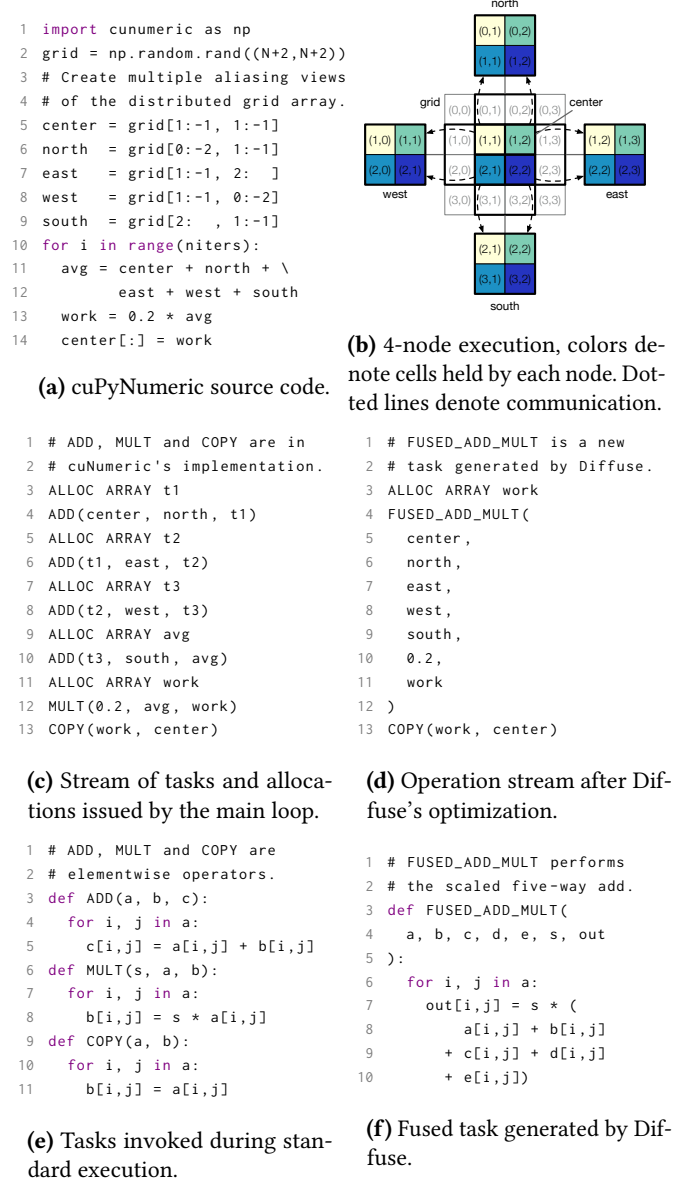 1 import cunumeric as np
2 grid = np.random.rand((N+2,N+2))
3 # Create multiple aliasing views
4 # of the distributed grid array.
5 center = grid[1:-1, 1:-1]
6 north  = grid[0:-2, 1:-1]
7 east   = grid[1:-1, 2:  ]
8 west   = grid[1:-1, 0:-2]
9 south  = grid[2:  , 1:-1]
10 for i in range(niters):
11   avg = center + north + \
12         east + west + south
13   work = 0.2 * avg
14   center[:] = work
(a) cuPyNumeric source code.
north
(0,1) (0,2)
(1,1) (1,2)
grid
center
(0,0) (0,1) (0,2) (0,3)
(1,0) (1,1) (1,0) (1,1) (1,2) (1,3) (1,2) (1,3)
(2,0) (2,1) (2,0) (2,1) (2,2) (2,3) (2,2) (2,3)
west
east
(3,0) (3,1) (3,2) (3,3)
(2,1) (2,2)
(3,1) (3,2)
south
(b) 4-node execution, colors de-
note cells held by each node. Dot-
ted lines denote communication.
1 # ADD, MULT and COPY are in
2 # cuNumeric's implementation.
3 ALLOC ARRAY t1
4 ADD(center, north, t1)
5 ALLOC ARRAY t2
6 ADD(t1, east, t2)
7 ALLOC ARRAY t3
8 ADD(t2, west, t3)
9 ALLOC ARRAY avg
10 ADD(t3, south, avg)
11 ALLOC ARRAY work
12 MULT(0.2, avg, work)
13 COPY(work, center)
(c) Stream of tasks and alloca-
tions issued by the main loop.
1 # FUSED_ADD_MULT is a new
2 # task generated by Diffuse.
3 ALLOC ARRAY work
4 FUSED_ADD_MULT(
5   center,
6   north,
7   east,
8   west,
9   south,
10   0.2,
11   work
12 )
13 COPY(work, center)
(d) Operation stream after Dif-
fuse's optimization.
1 # ADD, MULT and COPY are
2 # elementwise operators.
3 def ADD(a, b, c):
4   for i, j in a:
5     c[i,j] = a[i,j] + b[i,j]
6 def MULT(s, a, b):
7   for i, j in a:
8     b[i,j] = s * a[i,j]
9 def COPY(a, b):
10   for i, j in a:
11     b[i,j] = a[i,j]
(e) Tasks invoked during stan-
dard execution.
1 # FUSED_ADD_MULT performs
2 # the scaled five-way add.
3 def FUSED_ADD_MULT(
4   a, b, c, d, e, s, out
5 ):
6   for i, j in a:
7     out[i,j] = s * (
8         a[i,j] + b[i,j]
9       + c[i,j] + d[i,j]
10       + e[i,j])
(f) Fused task generated by Dif-
fuse.